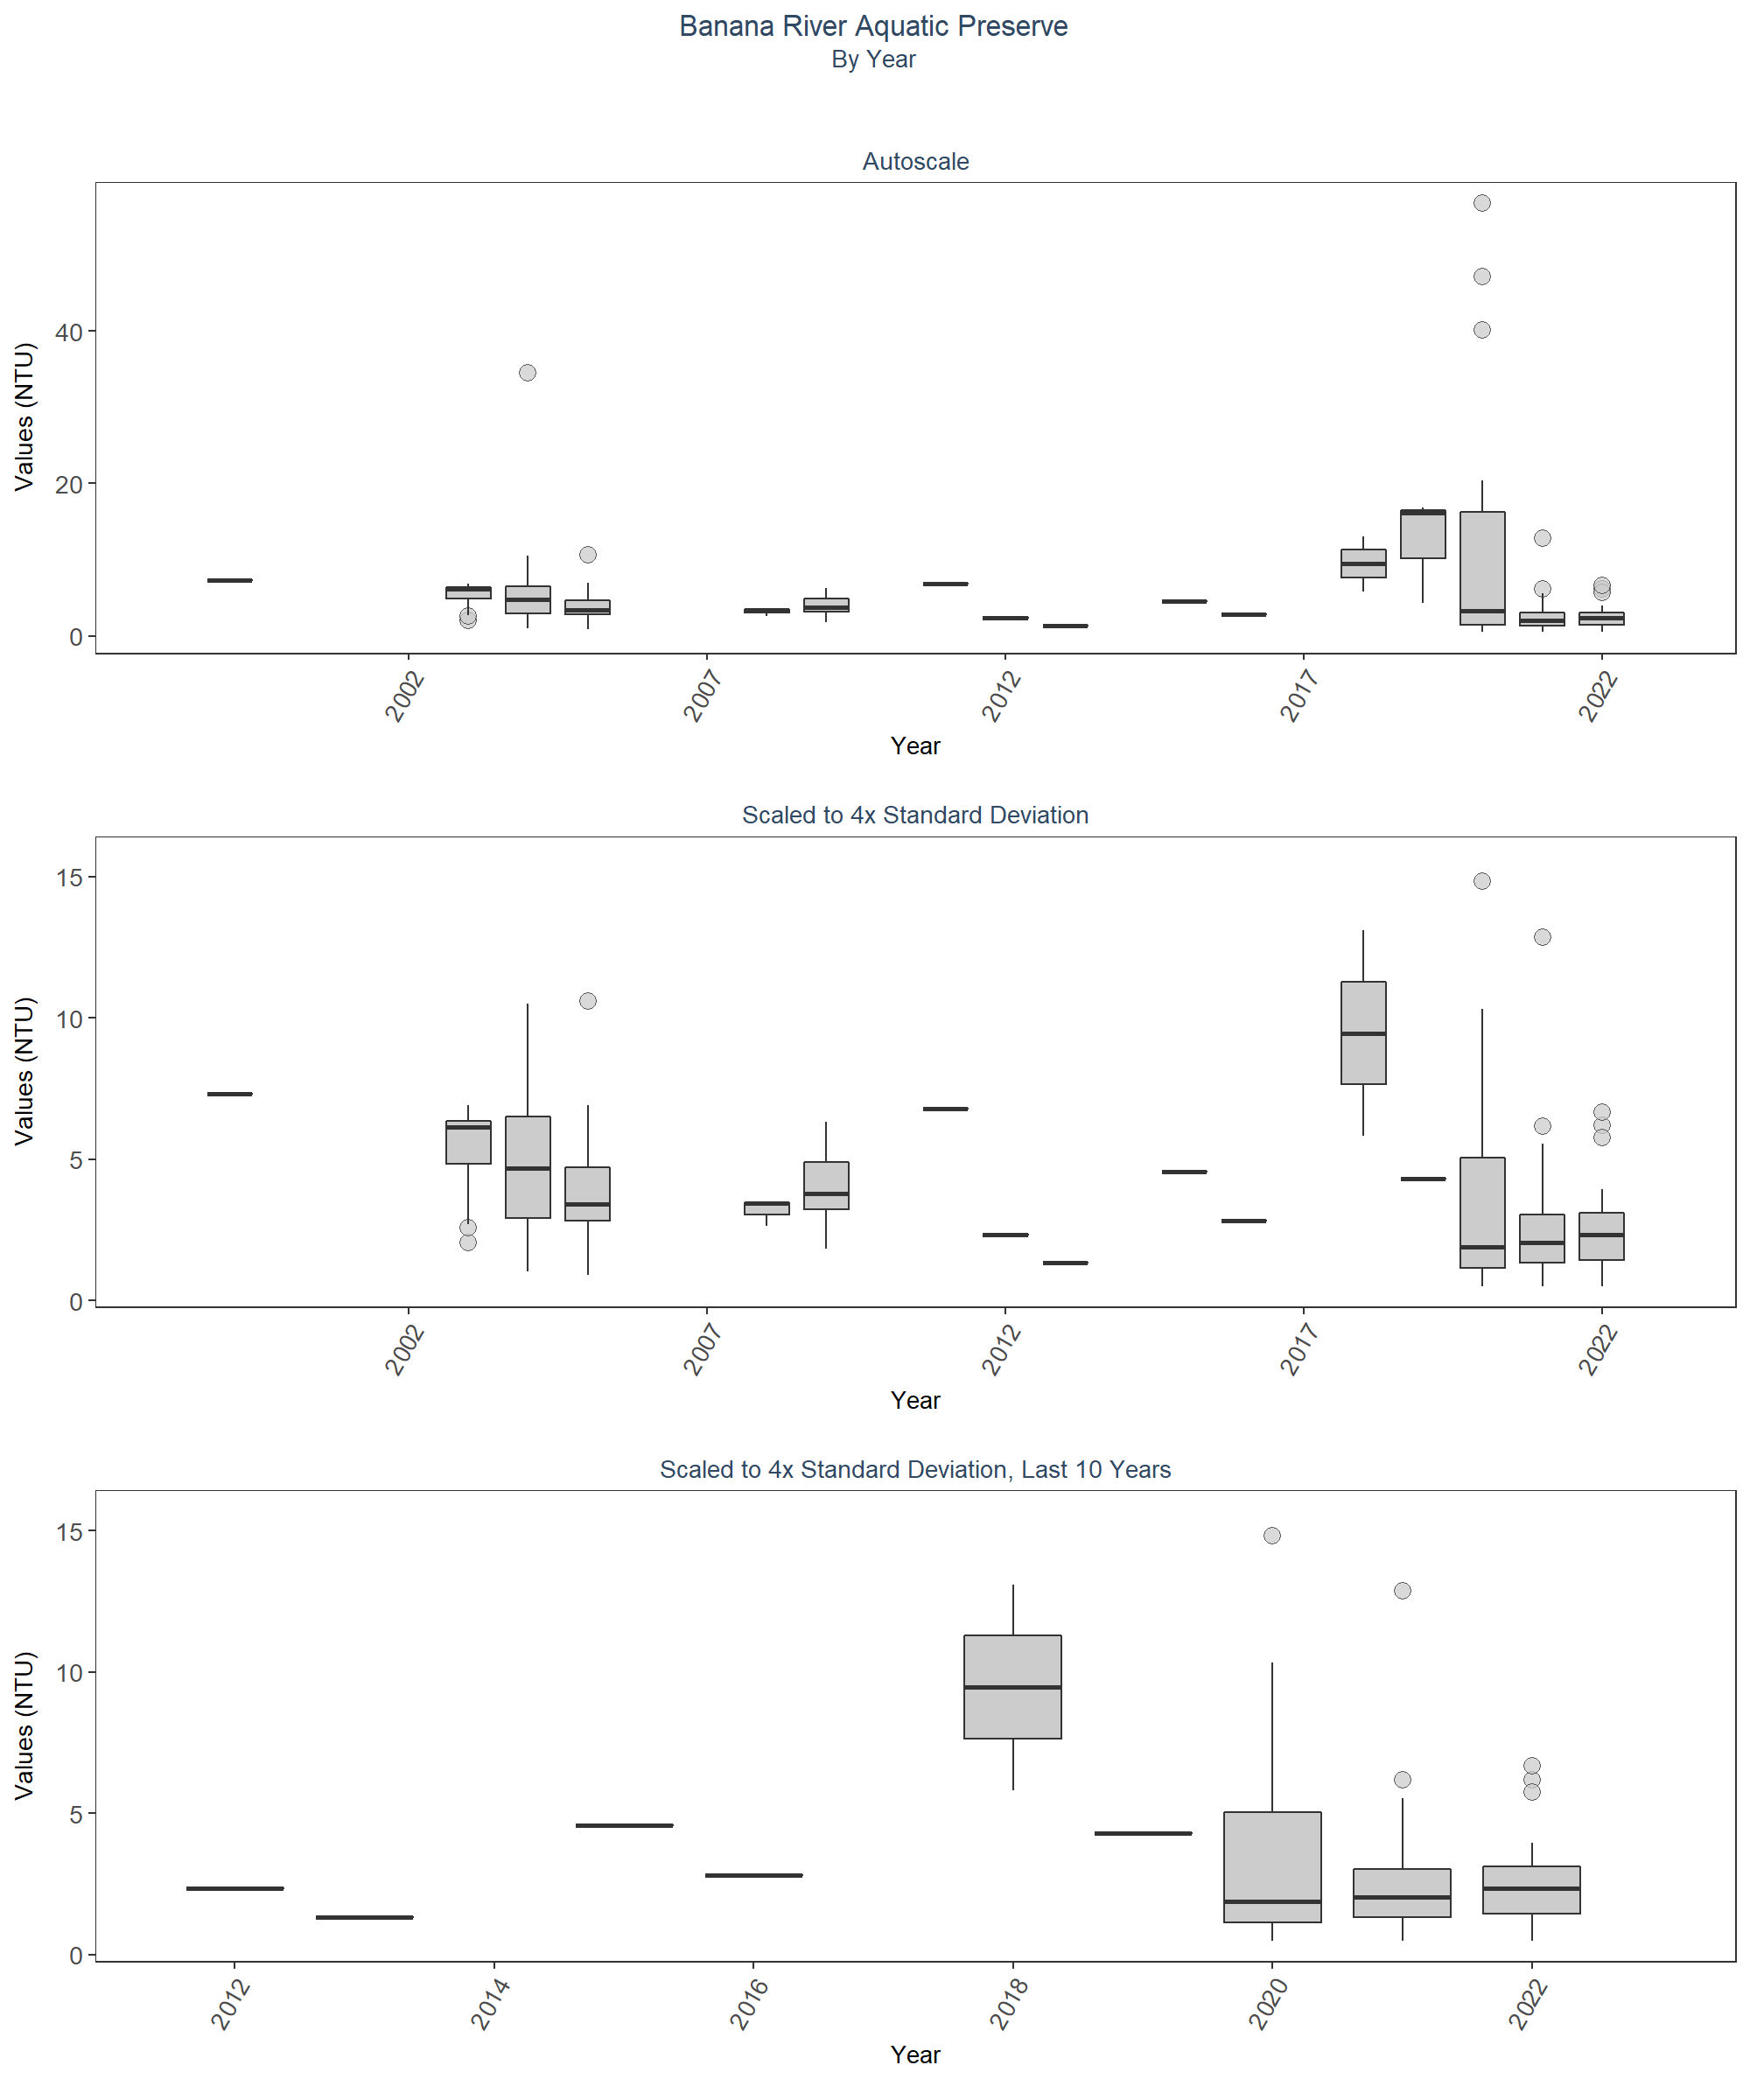 Banana River Aquatic Preserve
By Year
Autoscale
Values (NTU)
40
20
0
2002 2007 2012 2017 2022
Year
Scaled to 4x Standard Deviation
Values (NTU)
15
10
5
0
2002 2007 2012 2017 2022
Year
Scaled to 4x Standard Deviation, Last 10 Years
Values (NTU)
15
10
5
0
2012 2014 2016 2018 2020 2022
Year